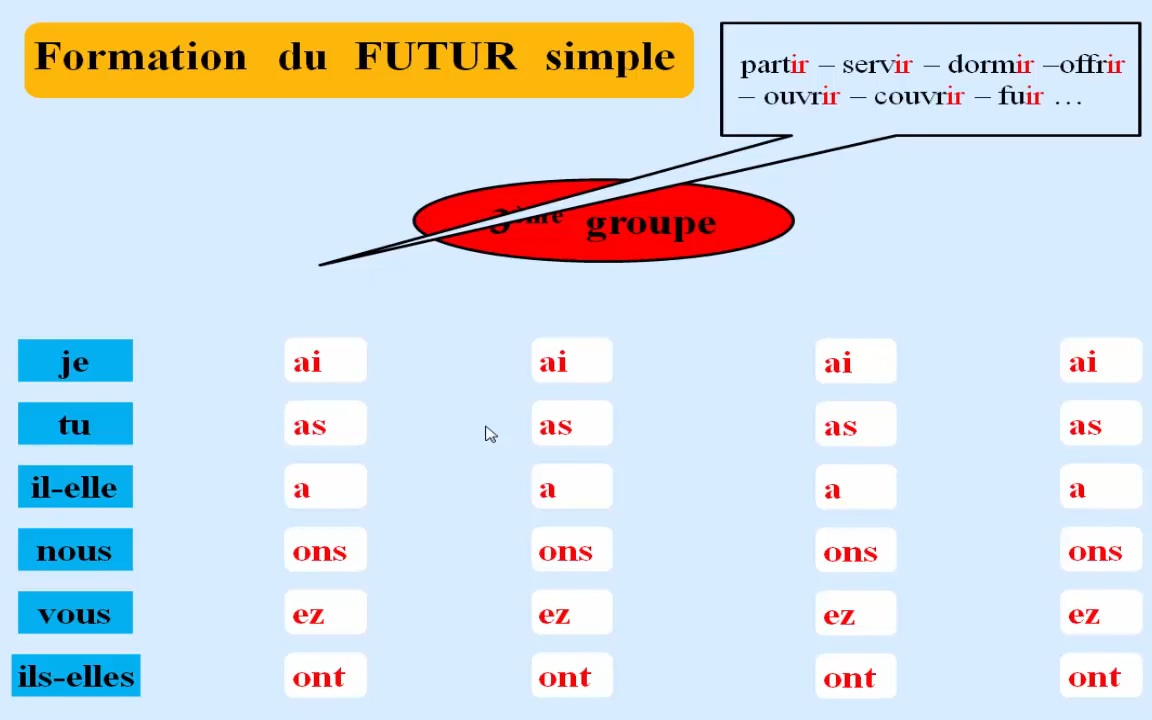 Formation du FUTUR simple
partir – servir – dormir –offrir
– ouvrir – couvrir – fuir …
3ème groupe
je ai ai ai ai
tu as as as as
il-elle a a a a
nous ons ons ons ons
vous ez ez ez ez
ils-elles ont ont ont ont